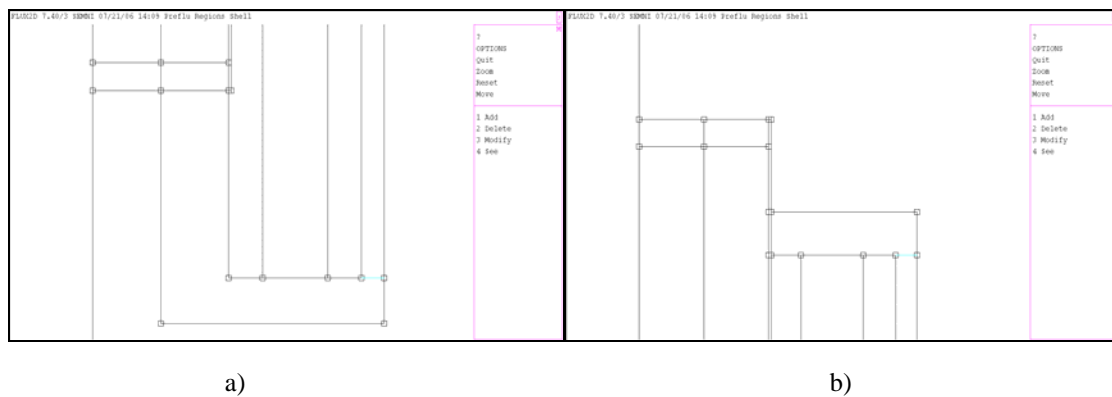 FLUX2D 7.40/3 SEMNI 07/21/06 14:09 Preflu Regions Shell
?
OPTIONS
Quit
Zoom
Reset
Move
1 Add
2 Delete
3 Modify
4 See
FLUX2D 7.40/3 SEMNI 07/21/06 14:09 Preflu Regions Shell
?
OPTIONS
Quit
Zoom
Reset
Move
1 Add
2 Delete
3 Modify
4 See
a)
b)